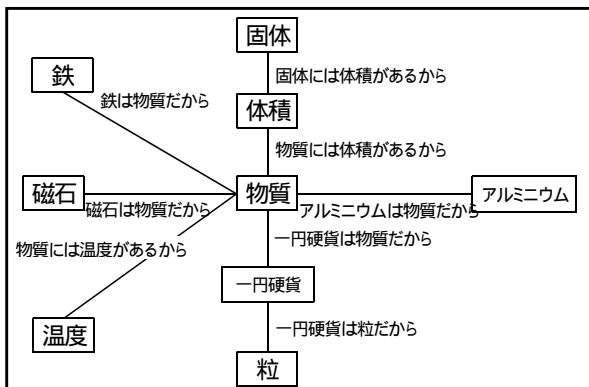 固体
固体には体積があるから
鉄
鉄は物質だから
体積
物質には体積があるから
磁石
物質
アルミニウム
磁石は物質だから
アルミニウムは物質だから
物質には温度があるから
一円硬貨は物質だから
一円硬貨
温度
一円硬貨は粒だから
粒